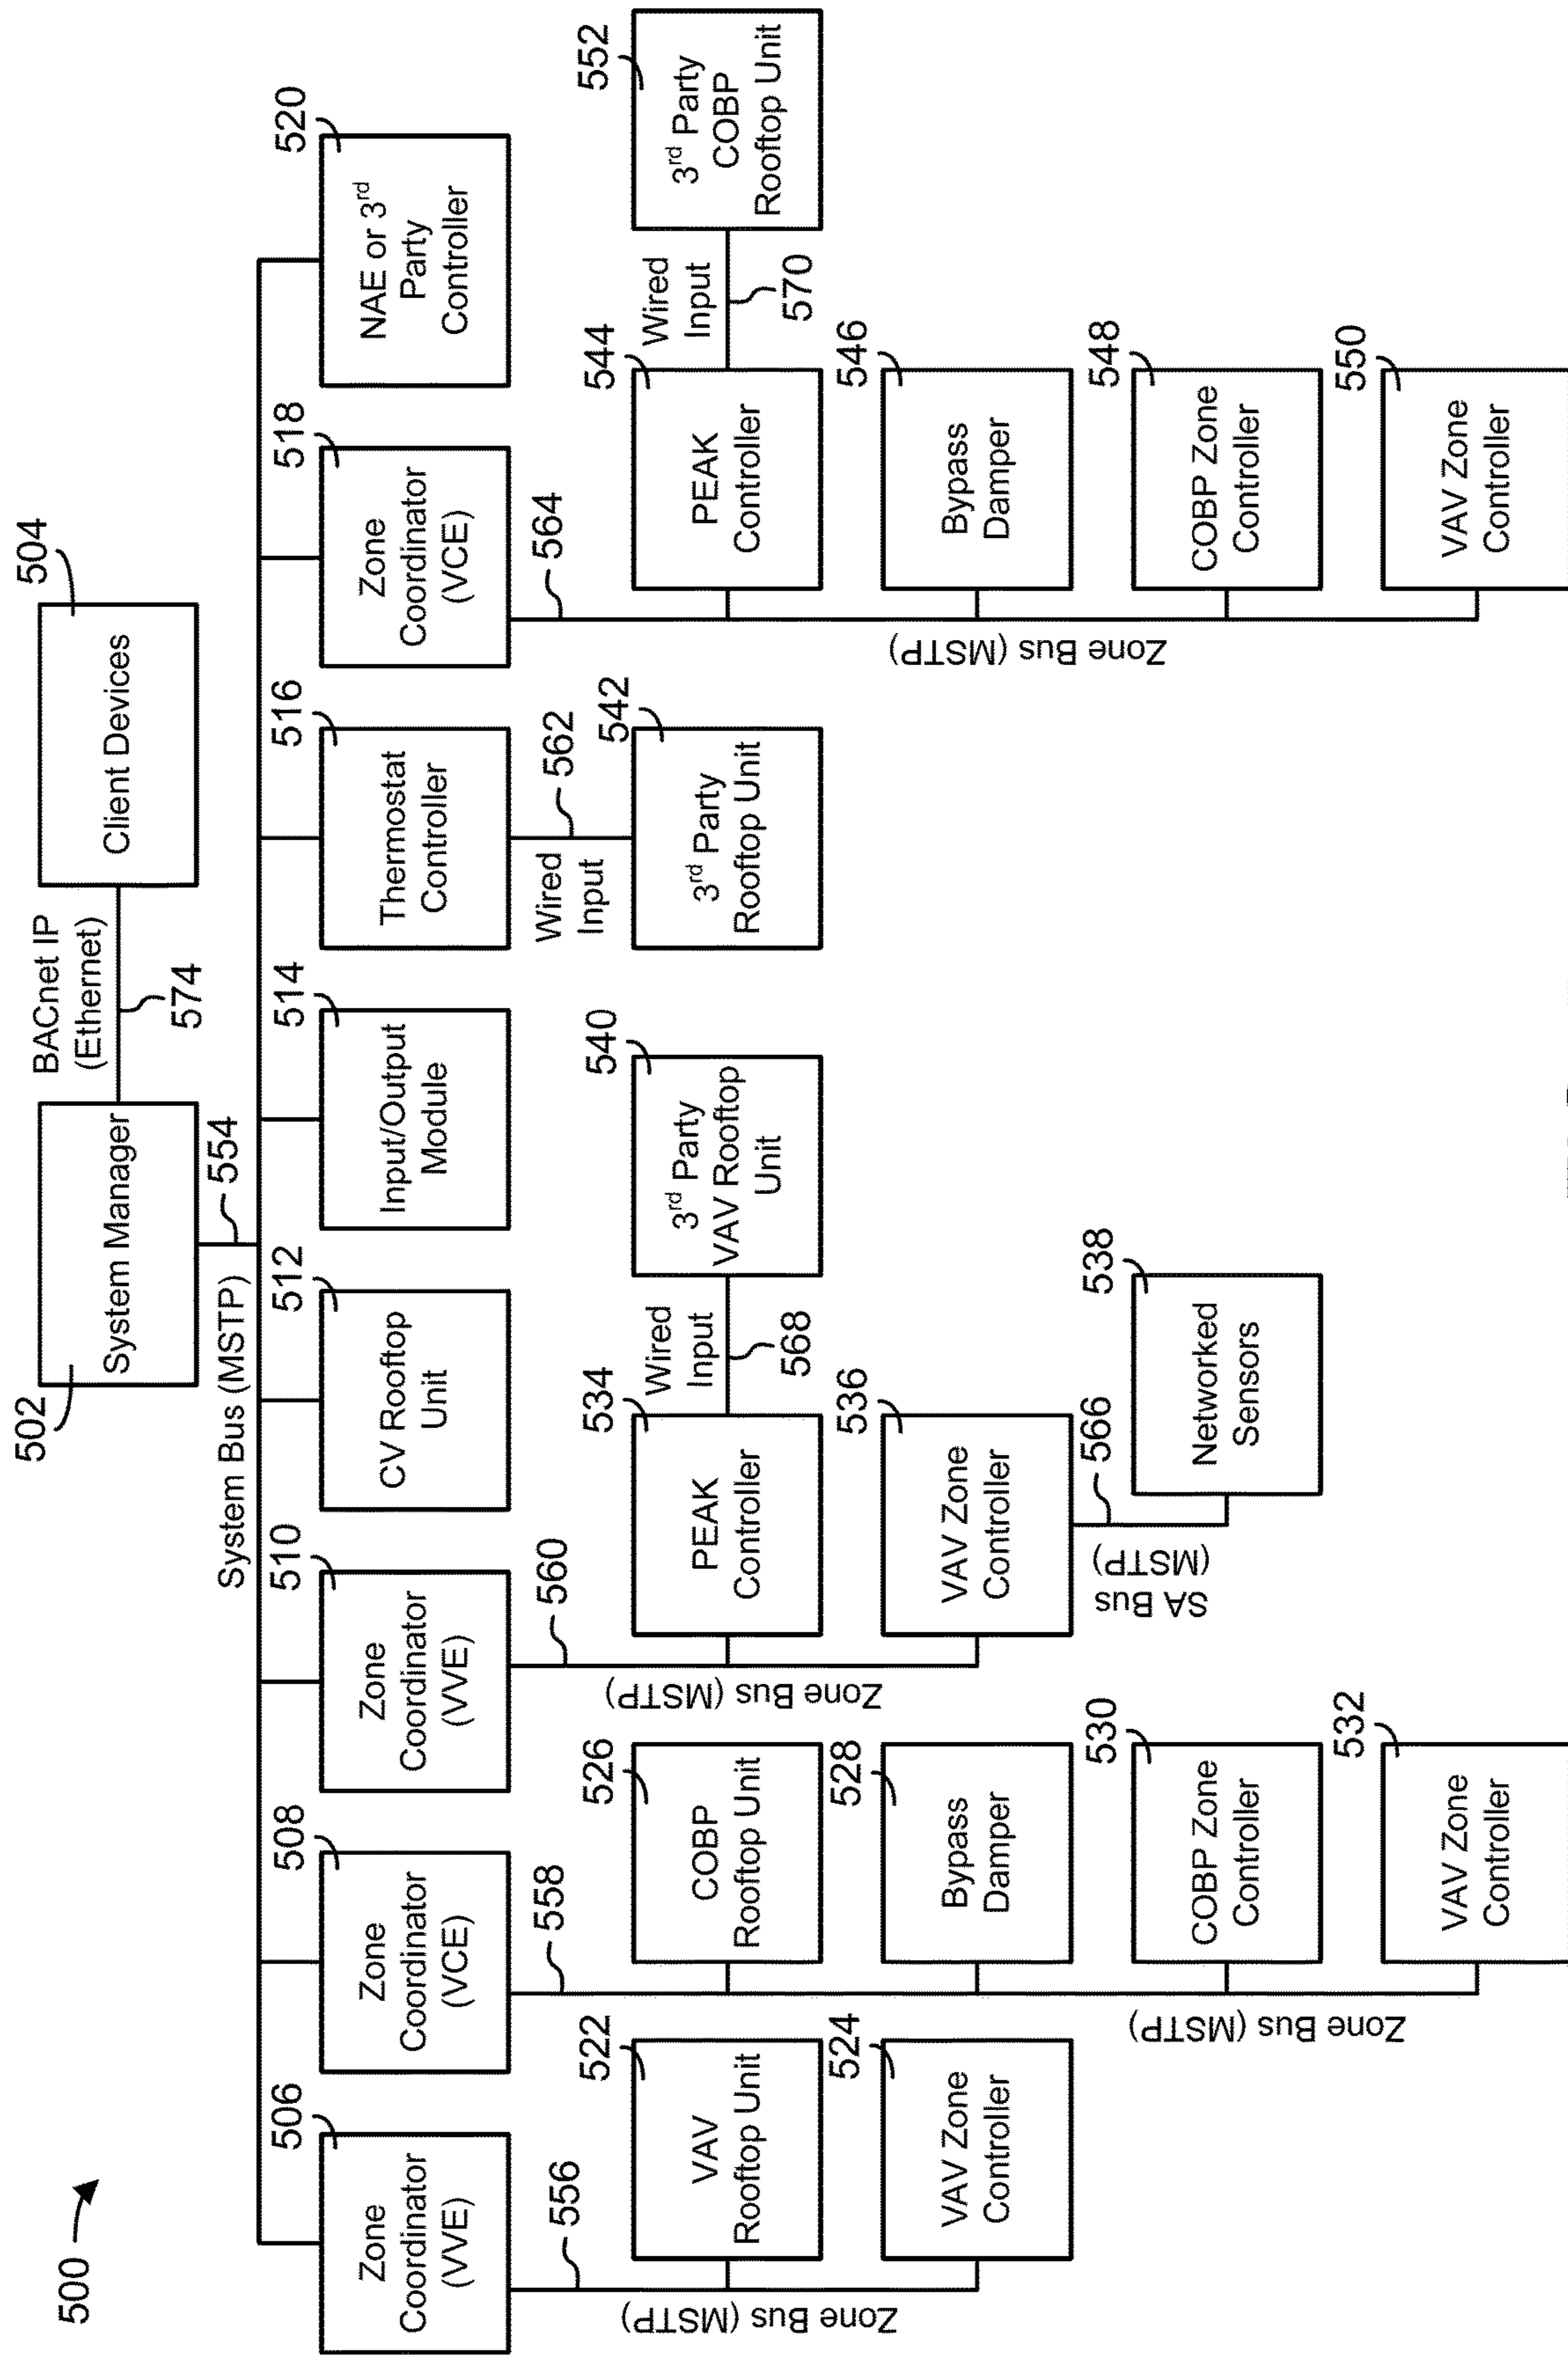 500
502
System Manager
BACnet IP
(Ethernet)
574
Client Devices
504
System Bus (MSTP)
554
506
Zone
Coordinator
(VVE)
508
Zone
Coordinator
(VCE)
510
Zone
Coordinator
(VVE)
512
CV Rooftop
Unit
514
Input/Output
Module
516
Thermostat
Controller
518
Zone
Coordinator
(VCE)
520
NAE or 3rd
Party
Controller
556
Zone Bus (MSTP)
522
VAV
Rooftop Unit
524
VAV Zone
Controller
558
Zone Bus (MSTP)
526
COBP
Rooftop Unit
528
Bypass
Damper
530
COBP Zone
Controller
532
VAV Zone
Controller
560
Zone Bus (MSTP)
534
PEAK
Controller
Wired
Input
568
540
3rd Party
VAV Rooftop
Unit
536
VAV Zone
Controller
566
SA Bus
(MSTP)
538
Networked
Sensors
Wired
Input
562
542
3rd Party
Rooftop Unit
564
Zone Bus (MSTP)
544
PEAK
Controller
Wired
Input
570
552
3rd Party
COBP
Rooftop Unit
546
Bypass
Damper
548
COBP Zone
Controller
550
VAV Zone
Controller